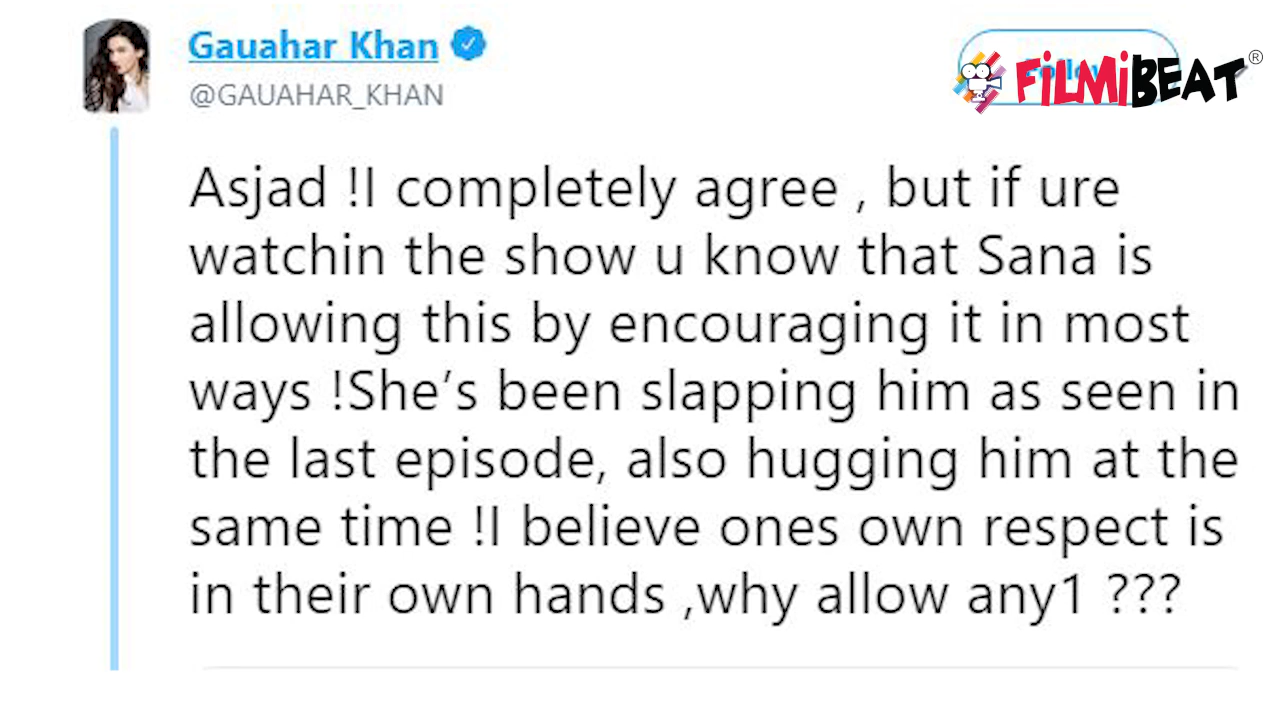 Gauahar Khan
FiLMiBEAT®
@GAUAHAR_KHAN
Asjad !I completely agree , but if ure
watchin the show u know that Sana is
allowing this by encouraging it in most
ways !She’s been slapping him as seen in
the last episode, also hugging him at the
same time !I believe ones own respect is
in their own hands ,why allow any1 ???